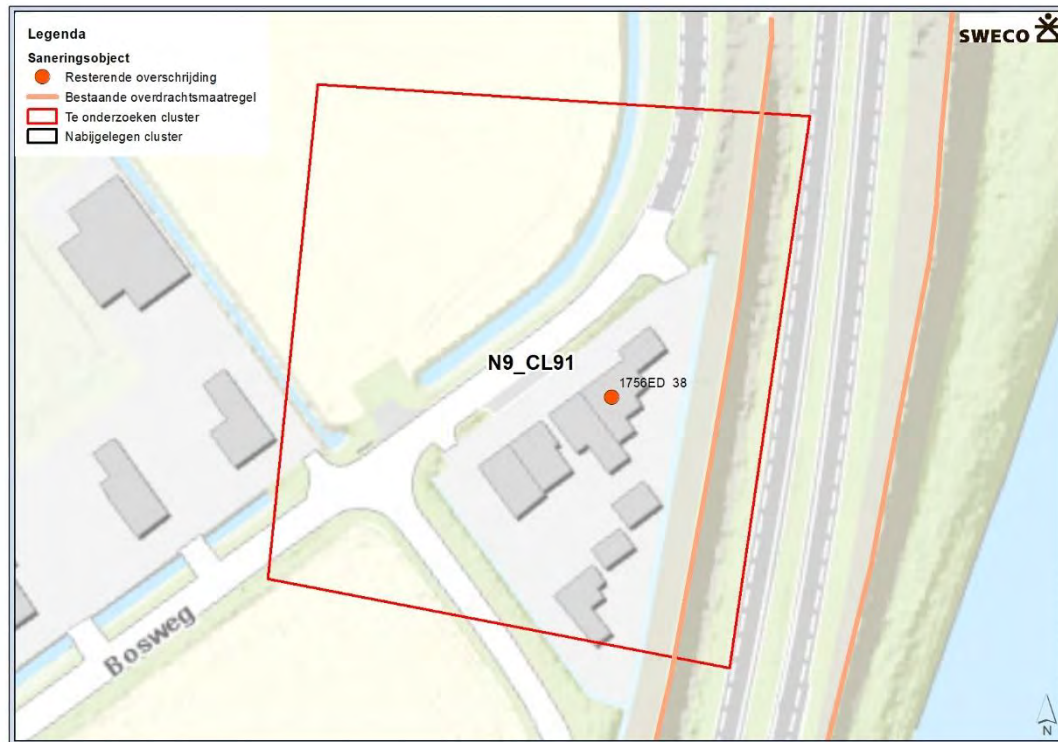 Legenda
Saneringsobject
Resterende overschrijding
Bestaande overdrachtsmaatregel
Te onderzoeken cluster
Nabijgelegen cluster
SWECO
N9_CL91
1756ED 38
Bosweg
N